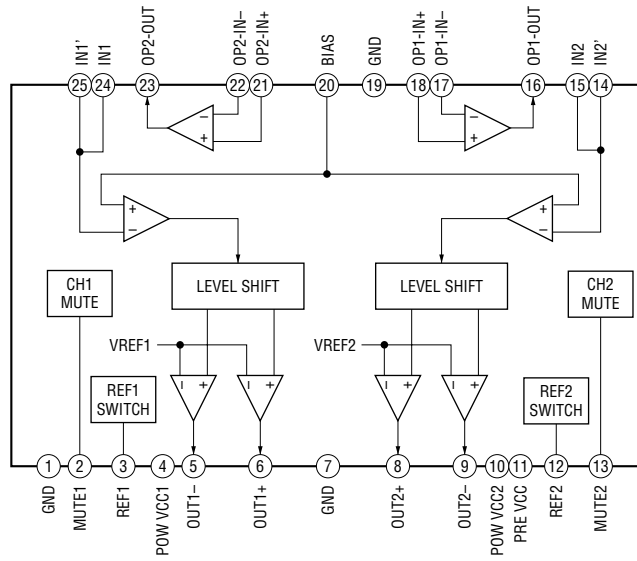 IN1'
IN1
OP2-OUT
OP2-IN−
OP2-IN+
BIAS
GND
OP1-IN+
OP1-IN−
OP1-OUT
IN2
IN2'
25
24
23
22
21
20
19
18
17
16
15
14
−
+
−
+
+
−
+
−
CH1
MUTE
LEVEL SHIFT
LEVEL SHIFT
CH2
MUTE
VREF1
VREF2
REF1
SWITCH
−
+
−
+
−
+
−
+
REF2
SWITCH
1
2
3
4
5
6
7
8
9
10
11
12
13
GND
MUTE1
REF1
POW VCC1
OUT1−
OUT1+
GND
OUT2+
OUT2−
POW VCC2
PRE VCC
REF2
MUTE2